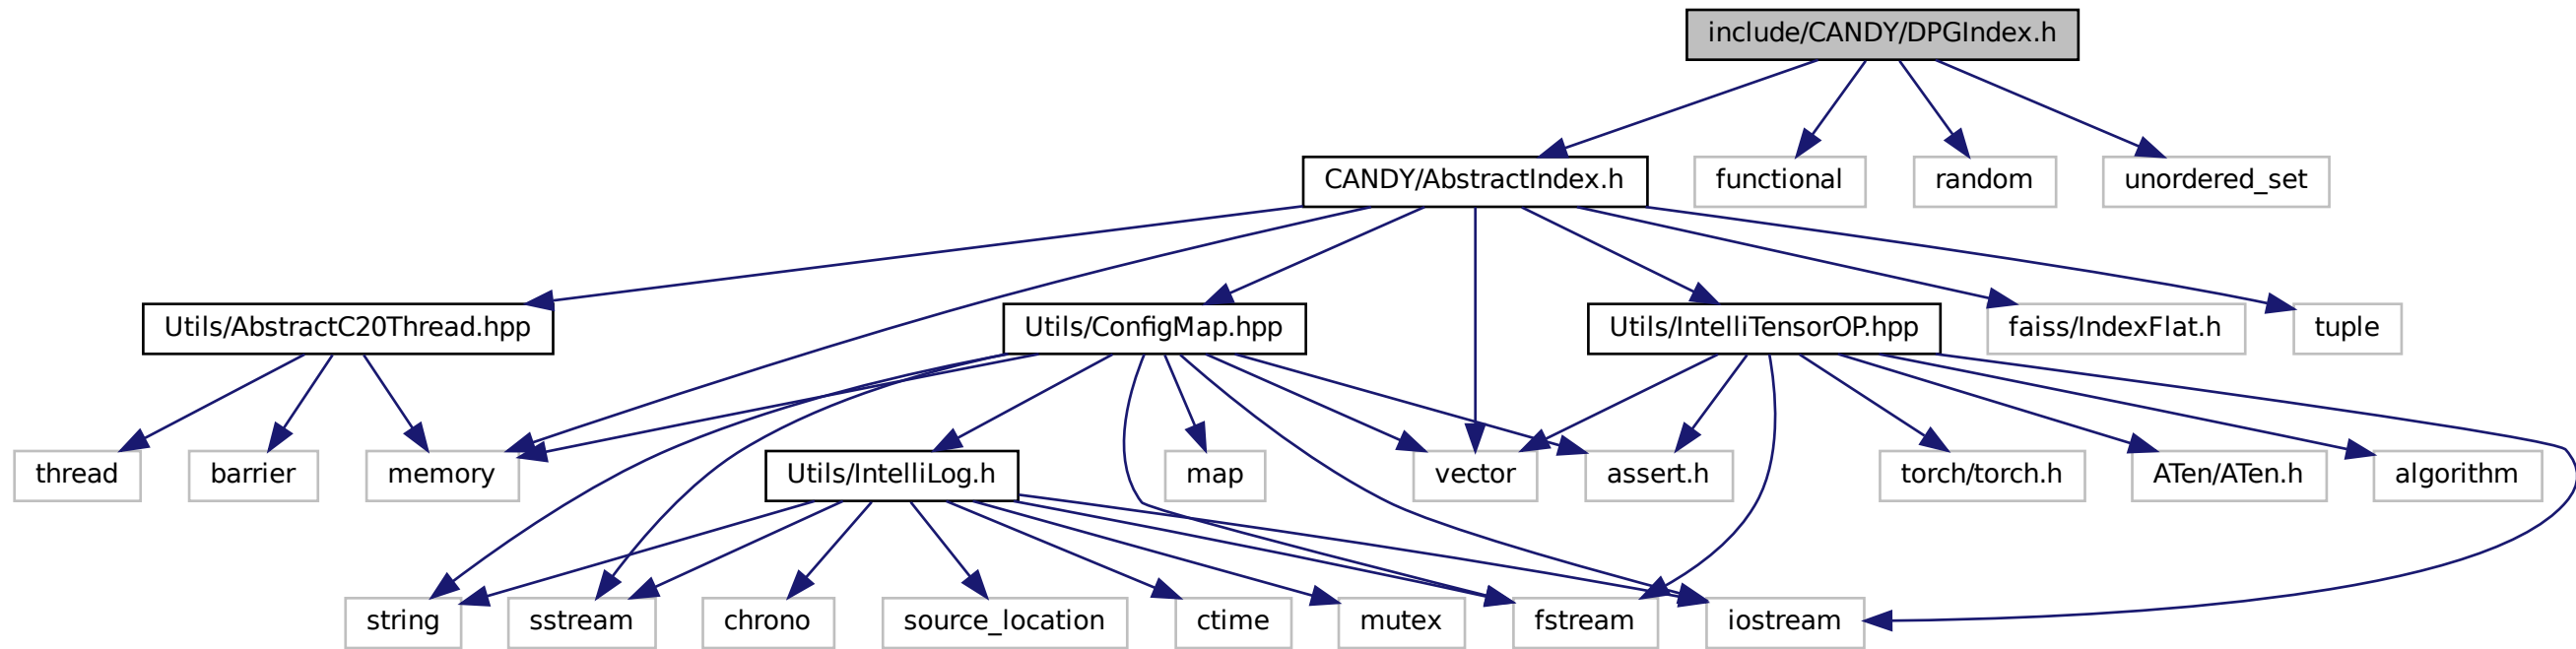 include/CANDY/DPGIndex.h
CANDY/AbstractIndex.h
functional
random
unordered_set
Utils/AbstractC20Thread.hpp
Utils/ConfigMap.hpp
Utils/IntelliTensorOP.hpp
faiss/IndexFlat.h
tuple
thread
barrier
memory
Utils/IntelliLog.h
map
vector
assert.h
torch/torch.h
ATen/ATen.h
algorithm
string
sstream
chrono
source_location
ctime
mutex
fstream
iostream